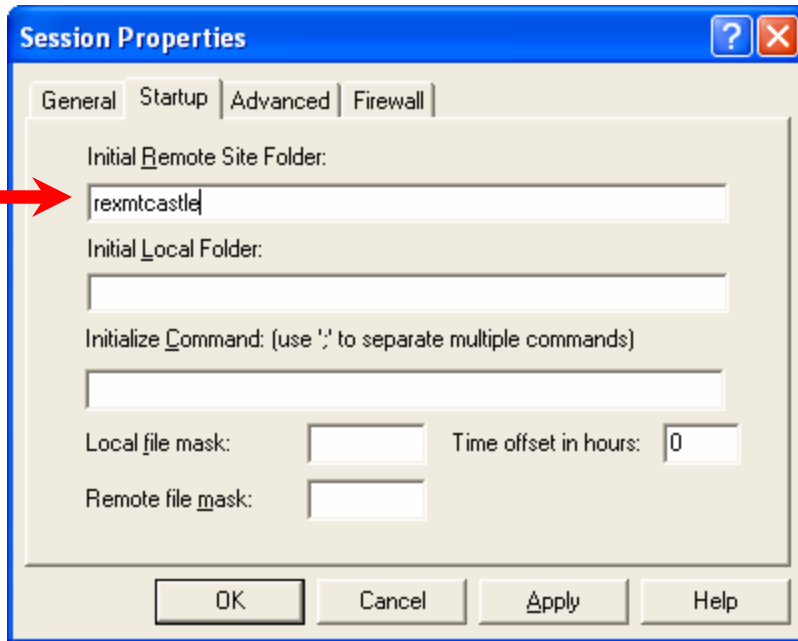 Session Properties
General Startup Advanced Firewall
Initial Remote Site Folder:
rexmtcastle
Initial Local Folder:
Initialize Command: (use ';' to separate multiple commands)
Local file mask: Time offset in hours: 0
Remote file mask:
OK Cancel Apply Help